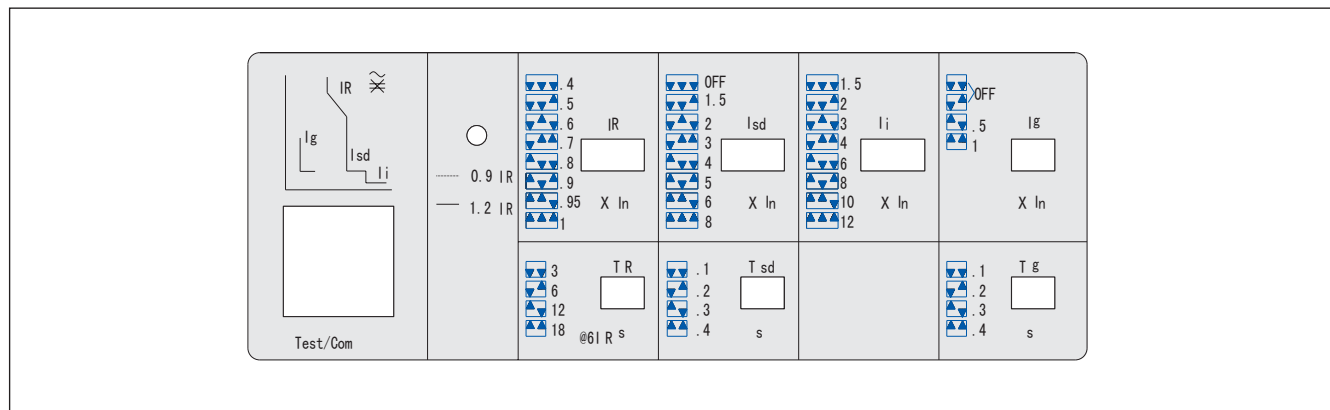 IR
Ig
Isd
Ii
Test/Com
0.9 IR
1.2 IR
.4
.5
.6
.7
.8
.9
.95
1
IR
X In
OFF
1.5
2
3
4
5
6
8
Isd
X In
1.5
2
3
4
6
8
10
12
Ii
X In
OFF
.5
1
Ig
X In
3
6
12
18
TR
@6IR s
.1
.2
.3
.4
Tsd
s
.1
.2
.3
.4
Tg
s